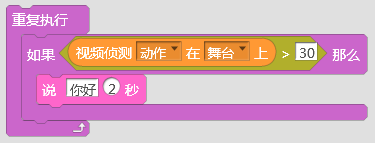 重复执行
如果 视频侦测 动作 在 舞台 上 > 30 那么
说 你好 2 秒